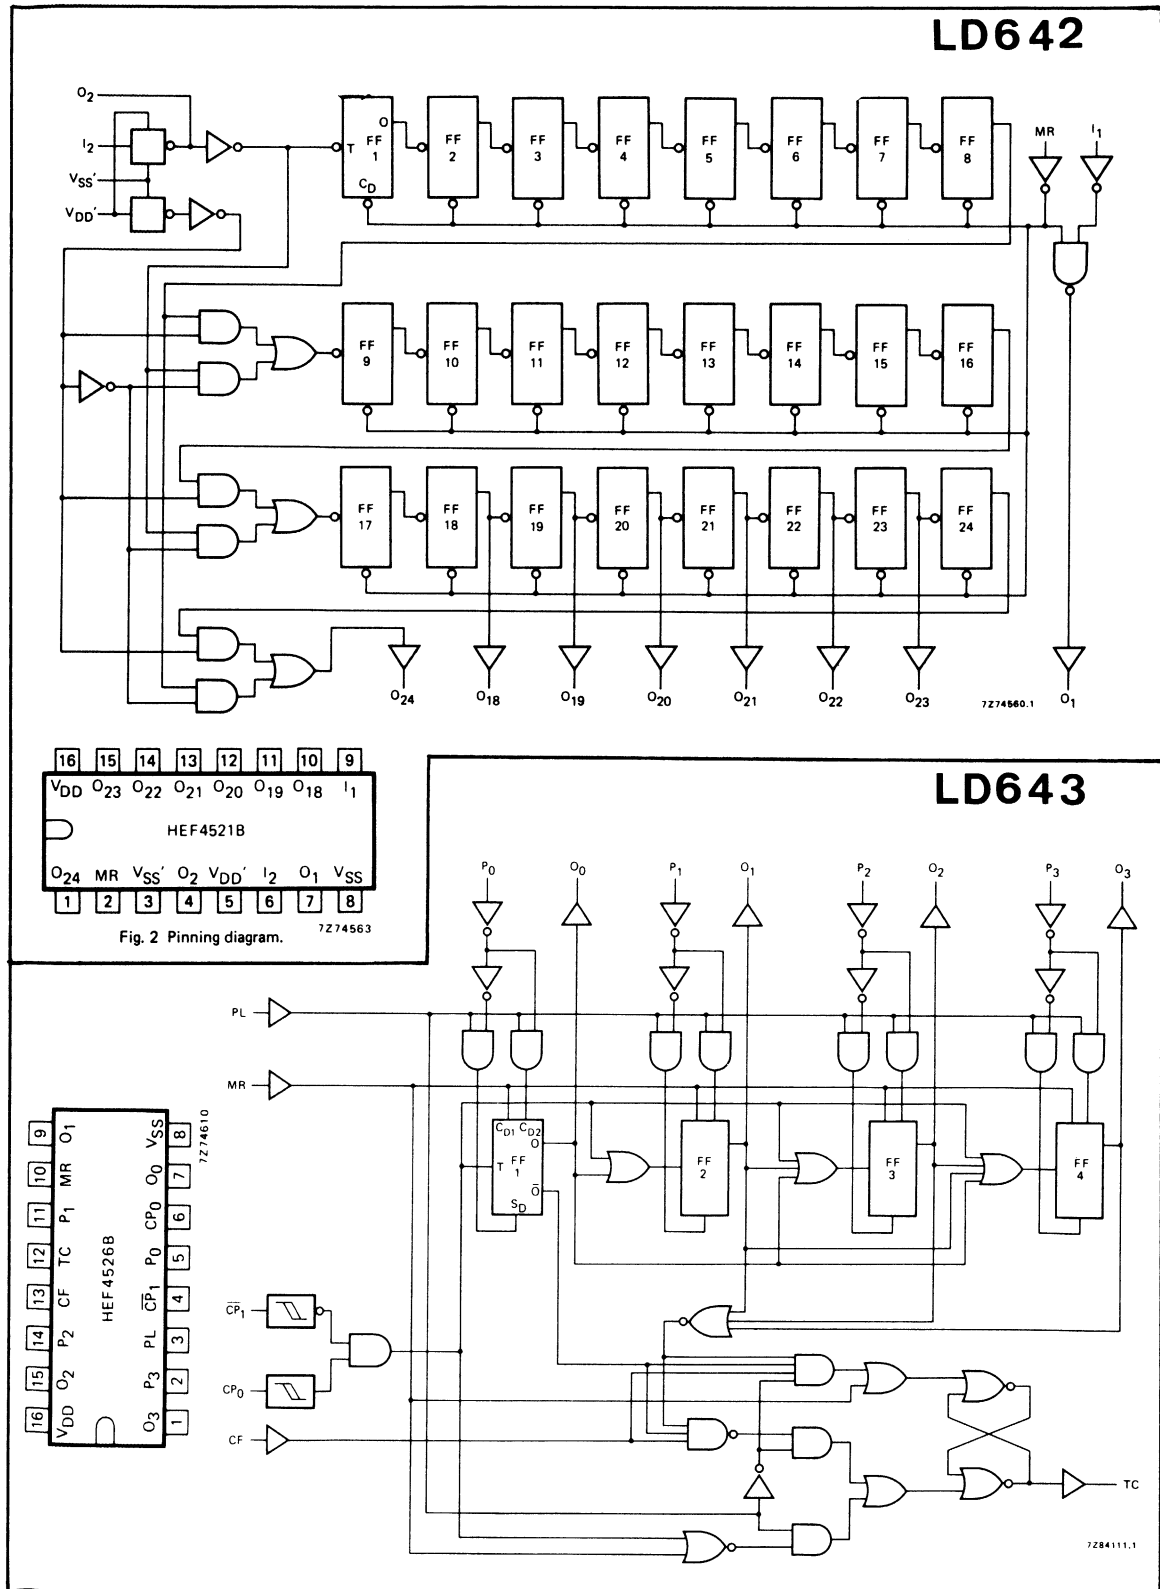 LD642
O2
I2
VSS'
VDD'
MR I1
T O FF 1 CD
FF 2
FF 3
FF 4
FF 5
FF 6
FF 7
FF 8
FF 9
FF 10
FF 11
FF 12
FF 13
FF 14
FF 15
FF 16
FF 17
FF 18
FF 19
FF 20
FF 21
FF 22
FF 23
FF 24
O24 O18 O19 O20 O21 O22 O23 O1
7Z74560.1
16 15 14 13 12 11 10 9
VDD O23 O22 O21 O20 O19 O18 I1
HEF4521B
O24 MR VSS' O2 VDD' I2 O1 VSS
1 2 3 4 5 6 7 8
7Z74563
Fig. 2 Pinning diagram.
LD643
P0 O0 P1 O1 P2 O2 P3 O3
PL
MR
CD1 CD2
O
T FF 1
O̅
SD
FF 2
FF 3
FF 4
C̅P̅1
CP0
CF
TC
7Z84111.1
9 10 11 12 13 14 15 16
O1 MR P1 TC CF P2 O2 VDD
HEF4526B
VSS O0 CP0 P0 C̅P̅1 PL P3 O3
8 7 6 5 4 3 2 1
7Z74610